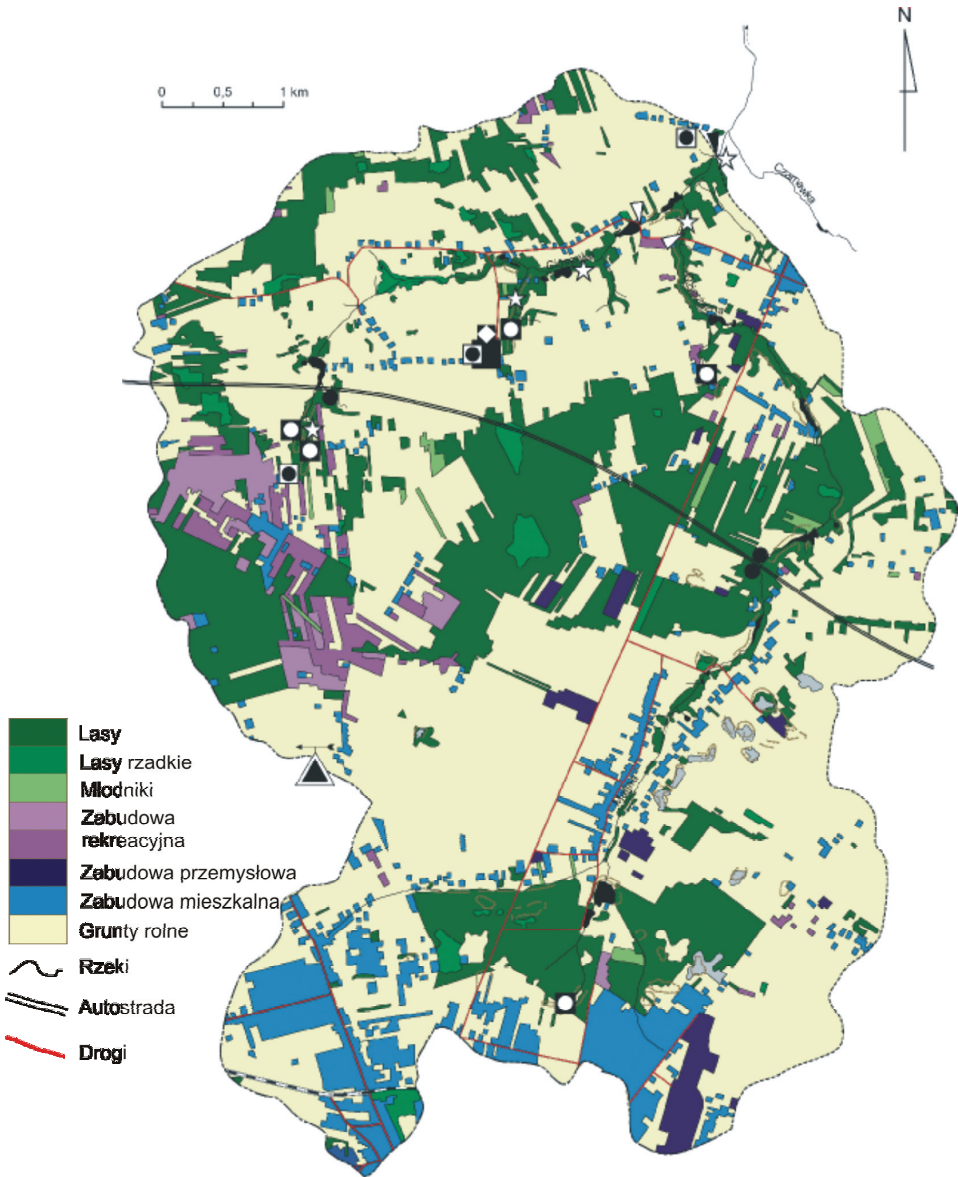 N
0 0,5 1 km
Czarnawka
Lasy
Lasy rzadkie
Młodniki
Zabudowa
rekreacyjna
Zabudowa przemysłowa
Zabudowa mieszkalna
Grunty rolne
Rzeki
Autostrada
Drogi